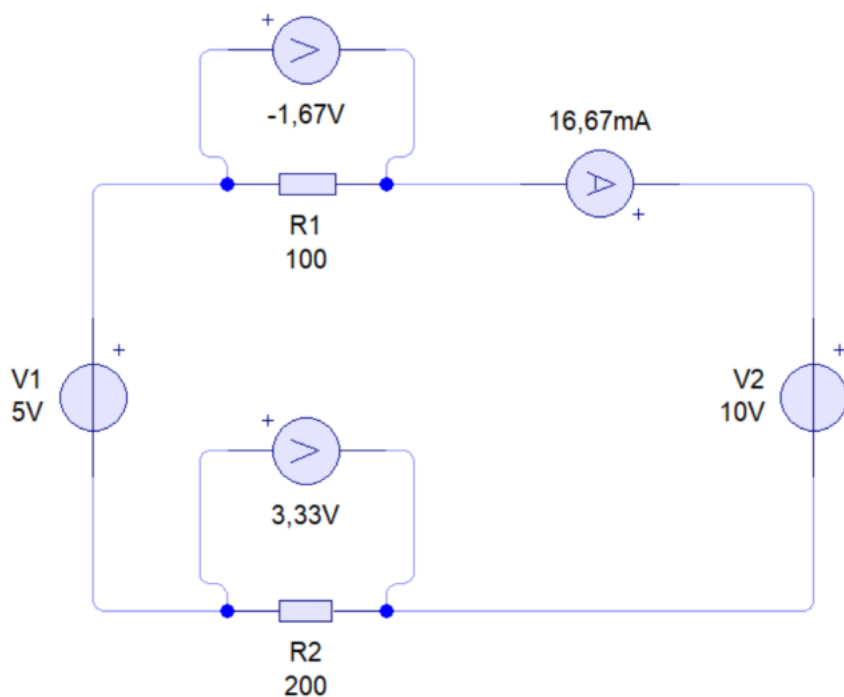 +
V
-1,67V
16,67mA
A
+
R1
100
+
V1
5V
+
V2
10V
+
V
3,33V
R2
200